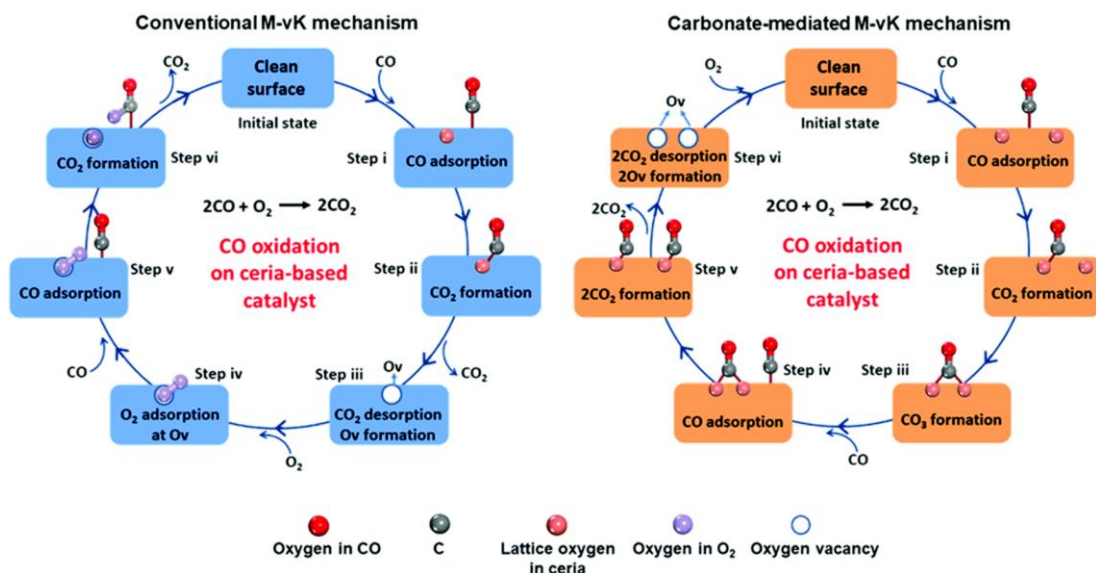 Conventional M-vK mechanism
CO₂
Clean
surface
CO
Initial state
Step i
CO adsorption
Step ii
CO₂ formation
CO₂
Step iii
Ov
CO₂ desorption
Ov formation
O₂
Step iv
O₂ adsorption
at Ov
CO
Step v
CO adsorption
Step vi
CO₂ formation
2CO + O₂ → 2CO₂
CO oxidation
on ceria-based
catalyst
Carbonate-mediated M-vK mechanism
O₂
Clean
surface
CO
Initial state
Step i
CO adsorption
Step ii
CO₂ formation
Step iii
CO₃ formation
CO
Step iv
CO adsorption
Step v
2CO₂ formation
2CO₂
Step vi
Ov
2CO₂ desorption
2Ov formation
2CO + O₂ → 2CO₂
CO oxidation
on ceria-based
catalyst
Oxygen in CO
C
Lattice oxygen
in ceria
Oxygen in O₂
Oxygen vacancy